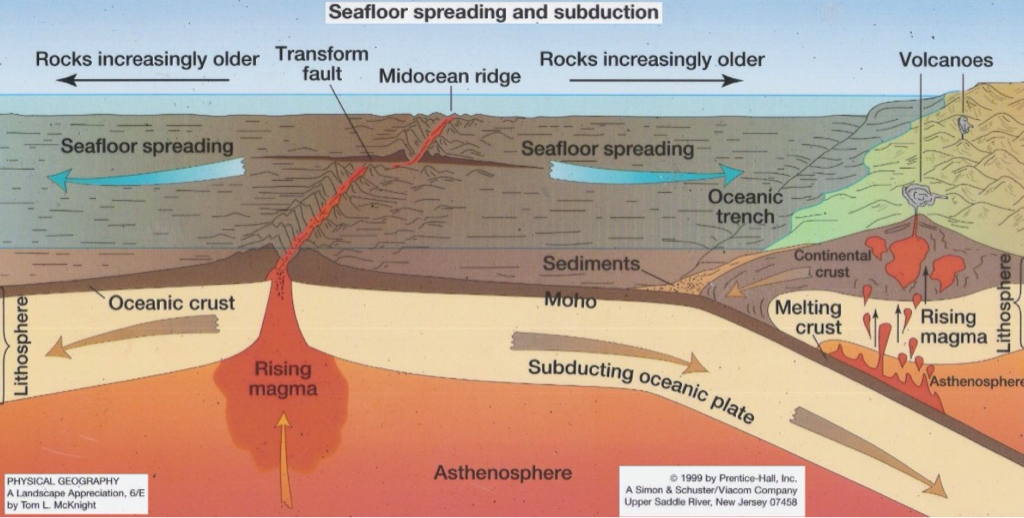 Seafloor spreading and subduction
Rocks increasingly older
Transform
fault
Midocean ridge
Rocks increasingly older
Volcanoes
Seafloor spreading
Seafloor spreading
Oceanic
trench
Sediments
Continental
crust
Oceanic crust
Moho
Melting
crust
Rising
magma
Lithosphere
Lithosphere
Rising
magma
Subducting oceanic plate
Asthenosphere
Asthenosphere
PHYSICAL GEOGRAPHY
A Landscape Appreciation, 6/E
by Tom L. McKnight
© 1999 by Prentice-Hall, Inc.
A Simon & Schuster/Viacom Company
Upper Saddle River, New Jersey 07458